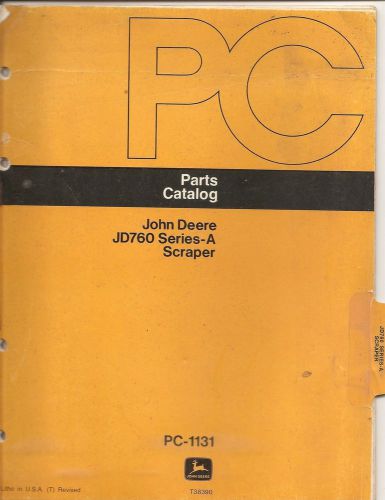 PC
Parts
Catalog
John Deere
JD760 Series-A
Scraper
JD760 SERIES-A
SCRAPER
PC-1131
JOHN DEERE
Litho in U.S.A. (T) Revised
T38390